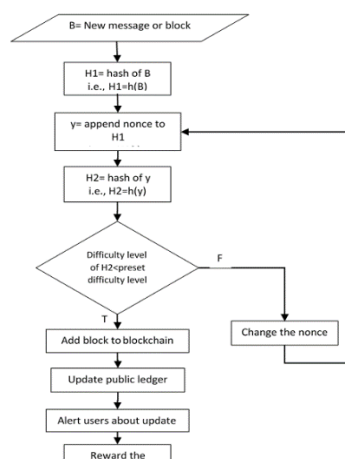 B= New message or block
H1= hash of B
i.e., H1=h(B)
y= append nonce to
H1
H2= hash of y
i.e., H2=h(y)
Difficulty level
of H2<preset
difficulty level
F
T
Change the nonce
Add block to blockchain
Update public ledger
Alert users about update
Reward the